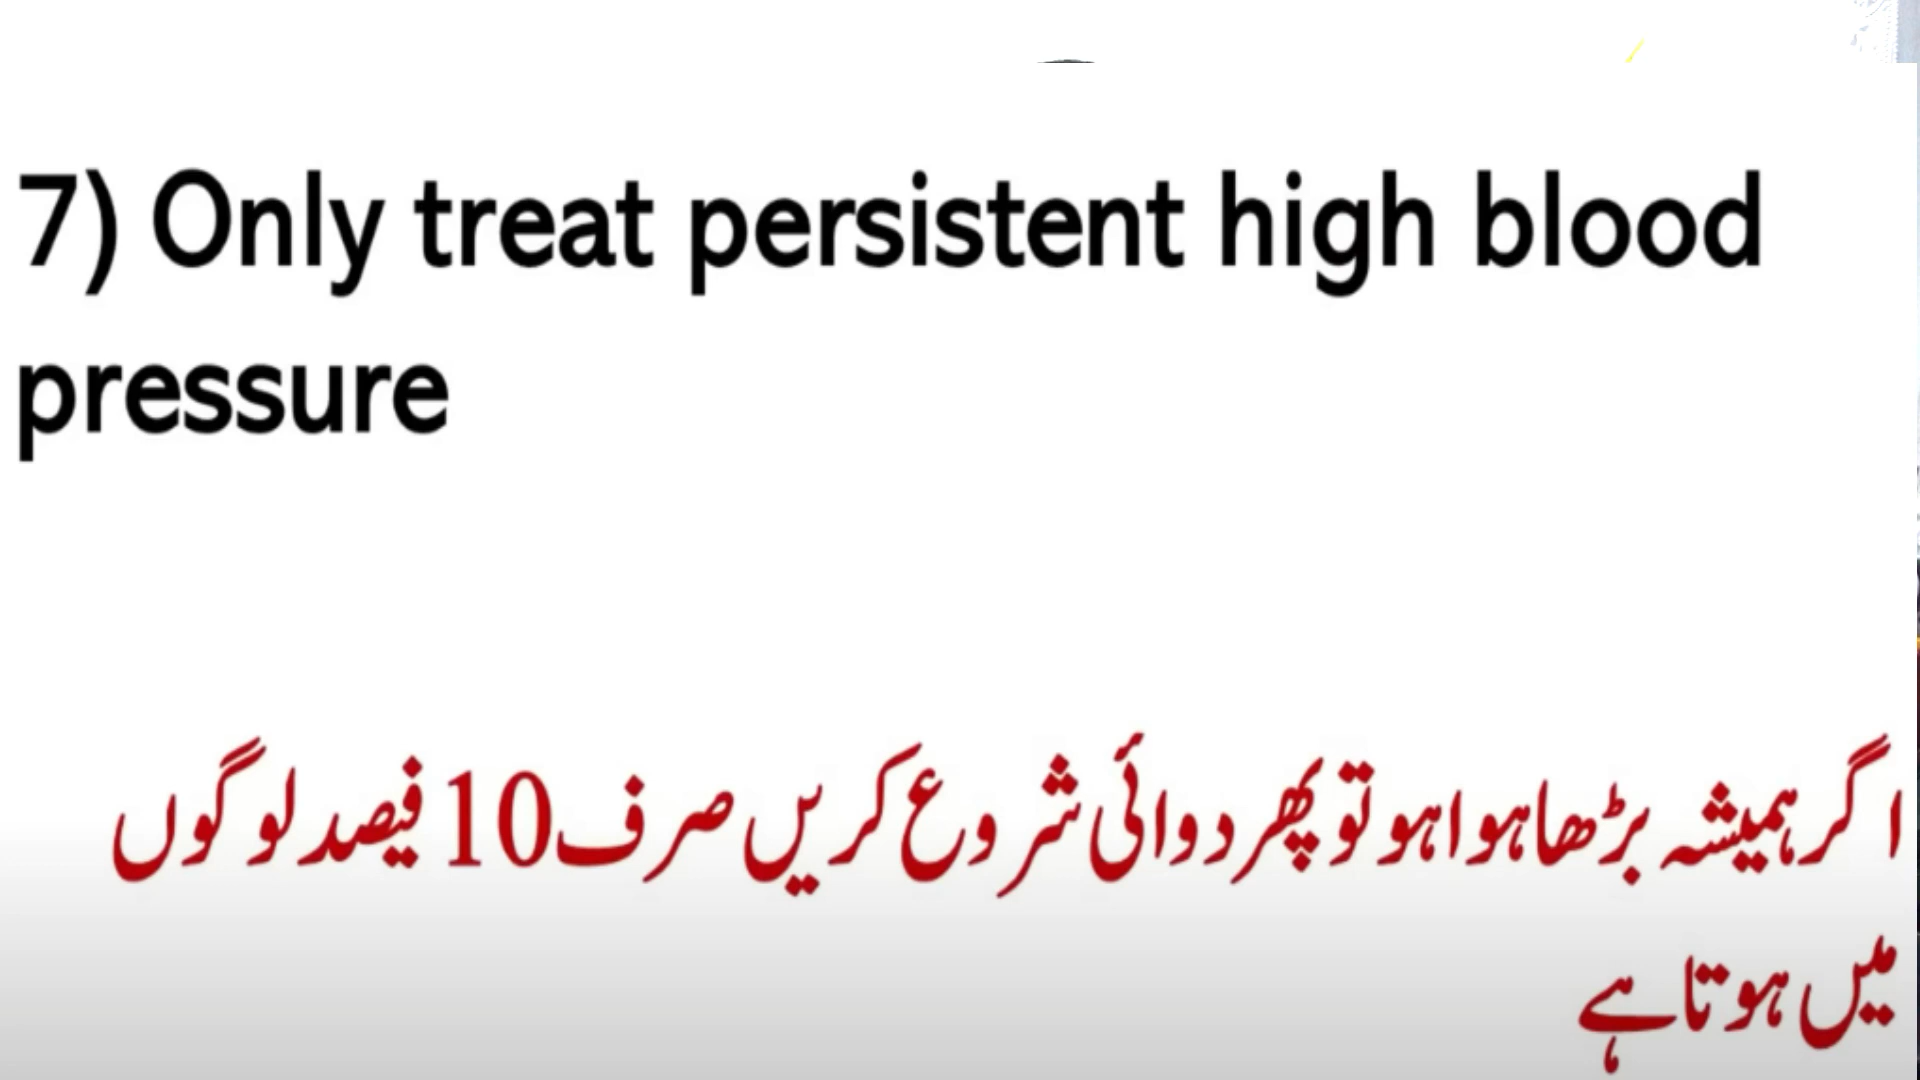 7) Only treat persistent high blood
pressure
اگر ہمیشہ بڑھا ہوا ہو تو پھر دوائی شروع کریں صرف 10 فیصد لوگوں
میں ہوتا ہے